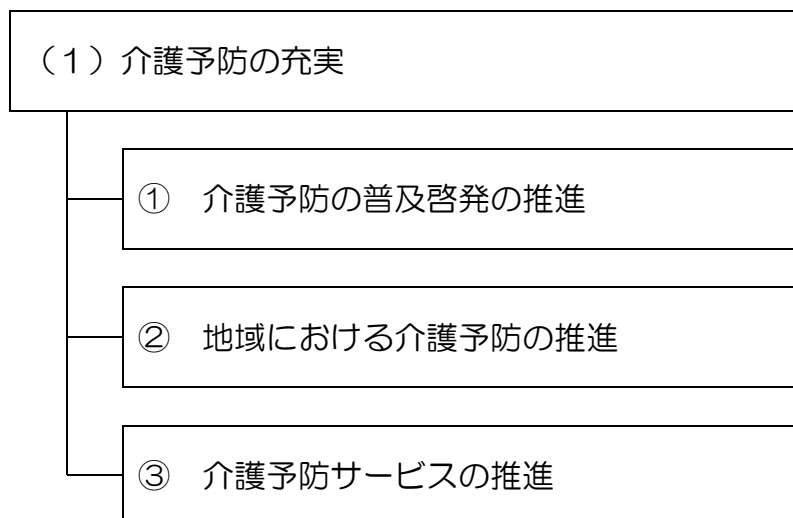 （１）介護予防の充実
①　介護予防の普及啓発の推進
②　地域における介護予防の推進
③　介護予防サービスの推進